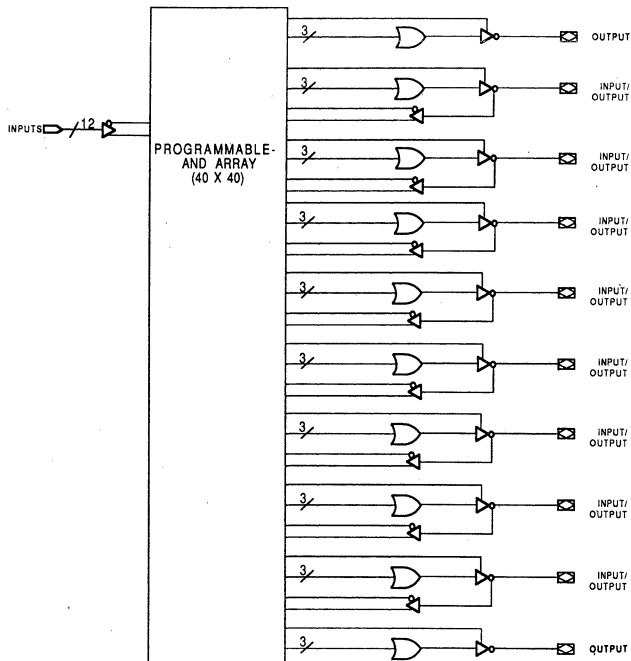 3
OUTPUT
3
INPUT/
OUTPUT
INPUTS
12
PROGRAMMABLE-
AND ARRAY
(40 X 40)
3
INPUT/
OUTPUT
3
INPUT/
OUTPUT
3
INPUT/
OUTPUT
3
INPUT/
OUTPUT
3
INPUT/
OUTPUT
3
INPUT/
OUTPUT
3
INPUT/
OUTPUT
3
OUTPUT